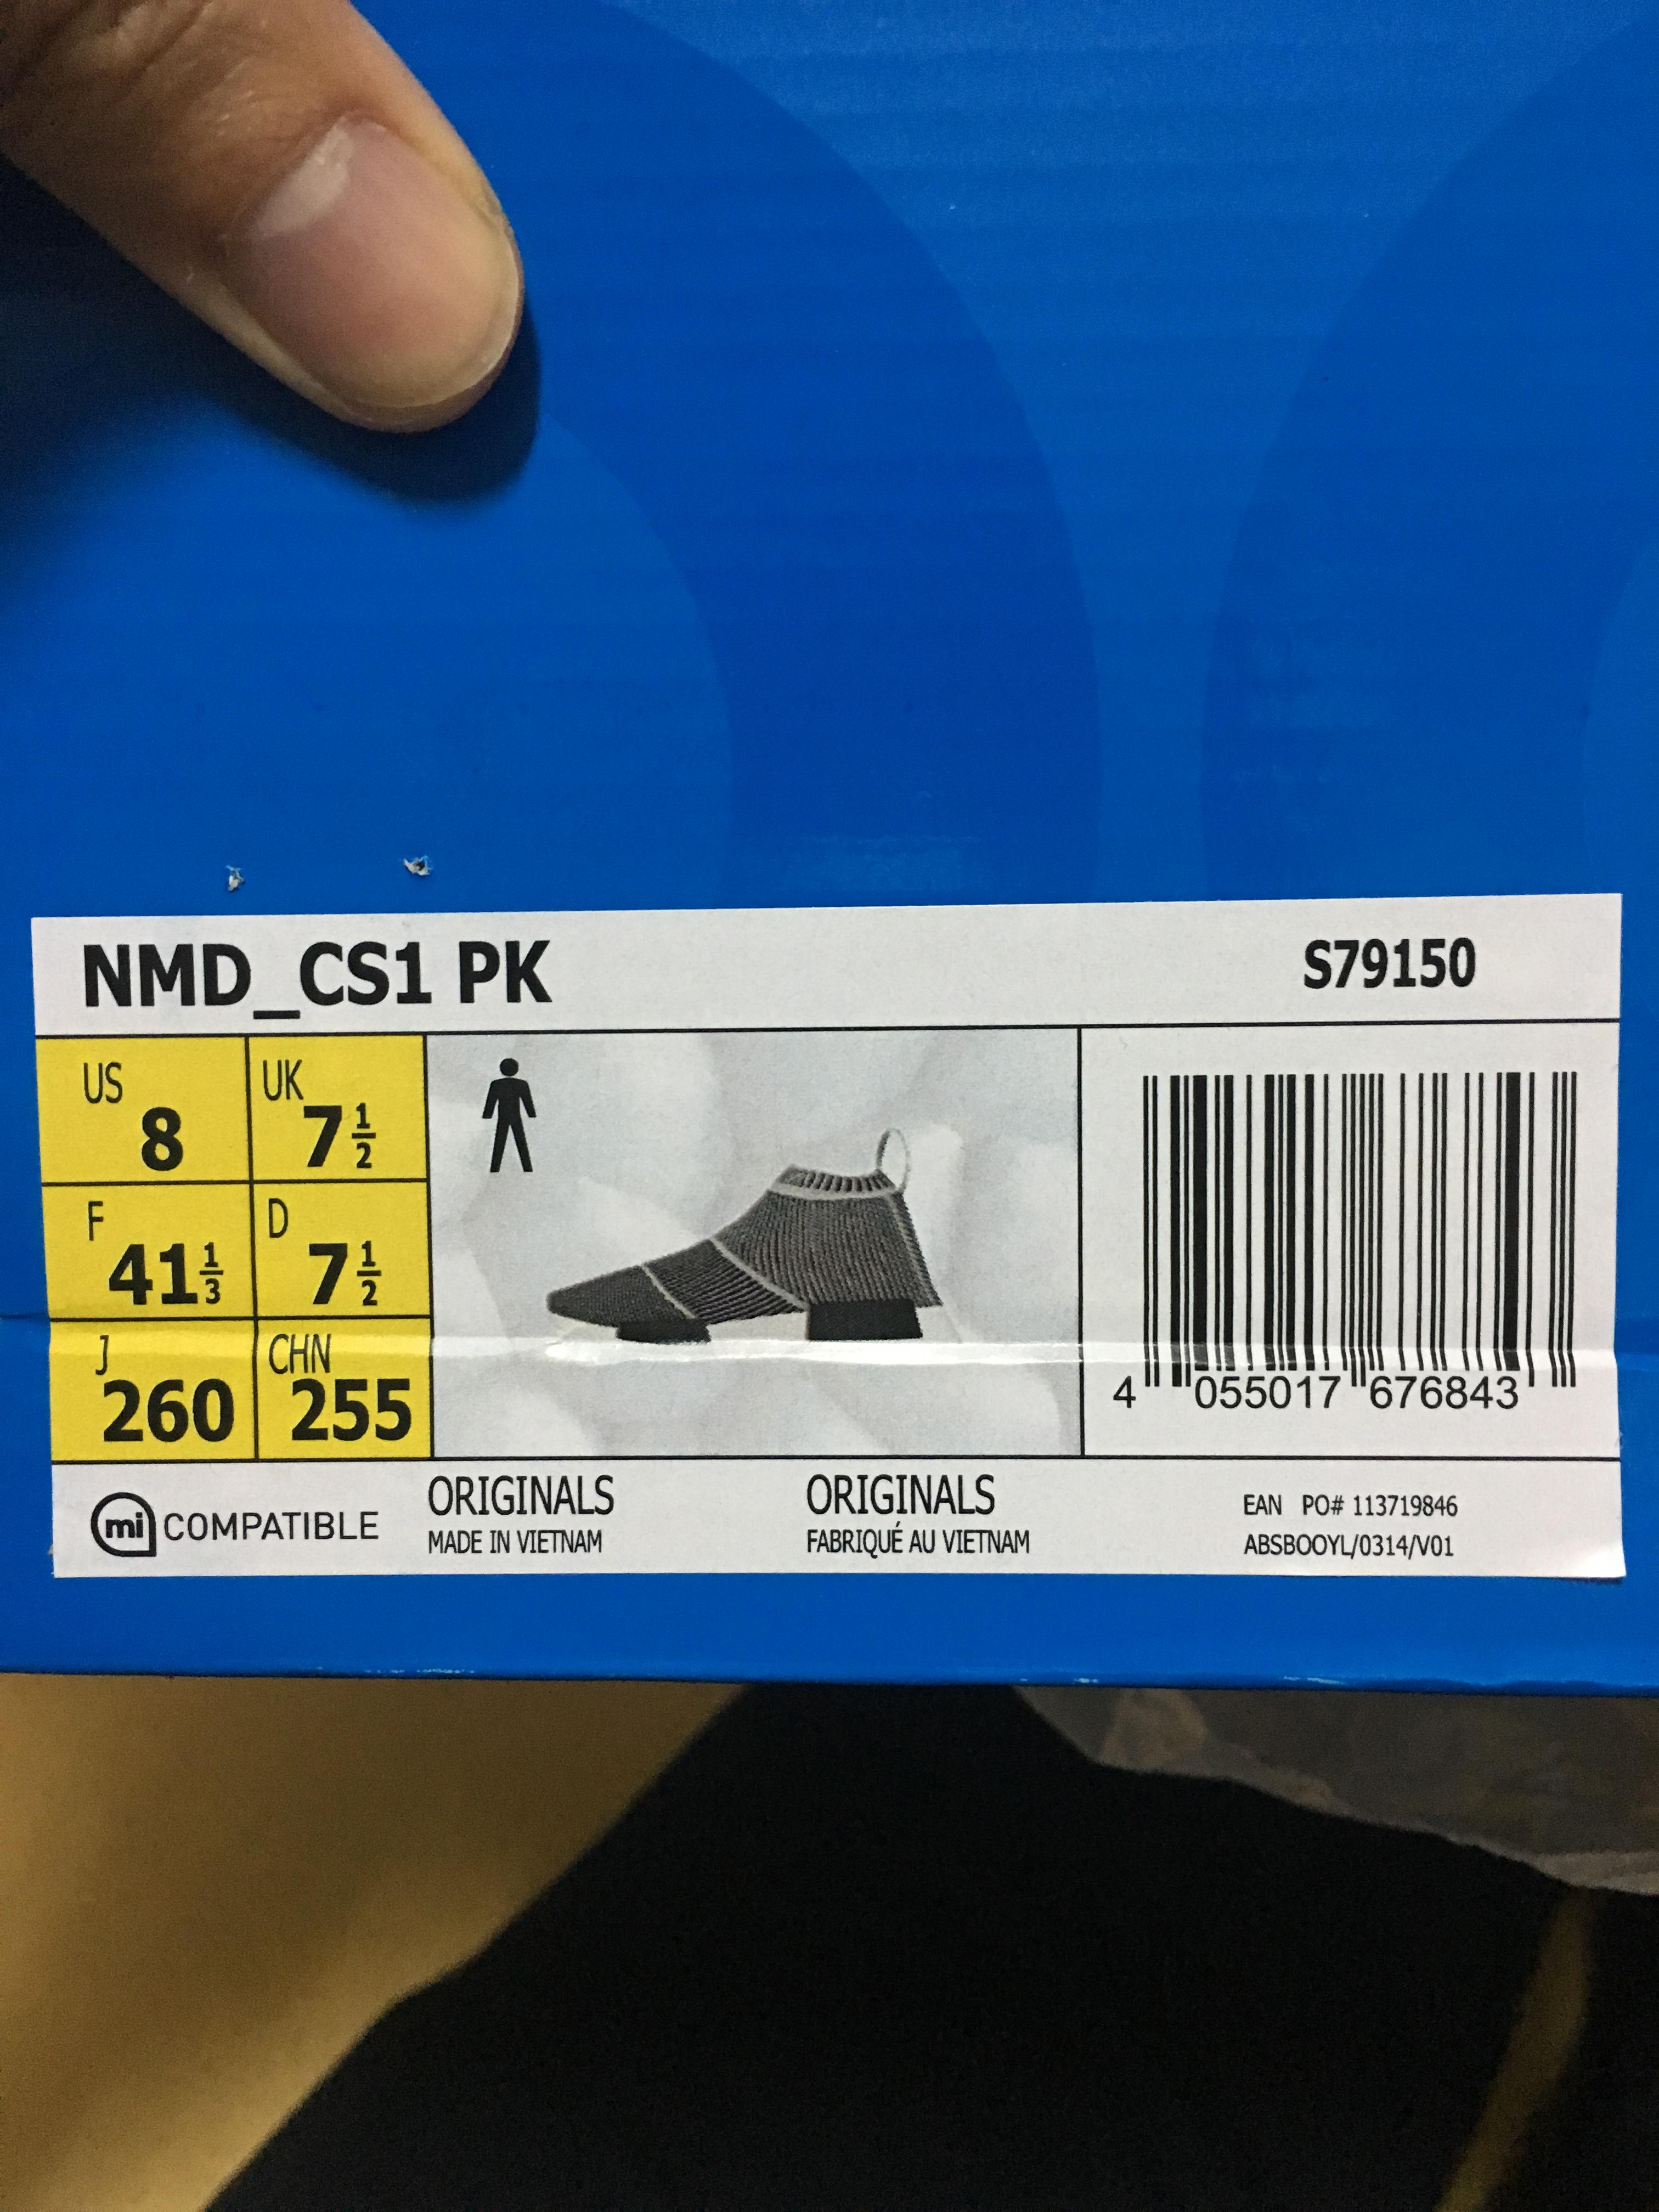 NMD_CS1 PK
S79150
US 8
UK 7 1/2
F 41 1/3
D 7 1/2
J 260
CHN 255
4 055017 676843
mi COMPATIBLE
ORIGINALS
MADE IN VIETNAM
ORIGINALS
FABRIQUÉ AU VIETNAM
EAN PO# 113719846
ABSBOOYL/0314/V01